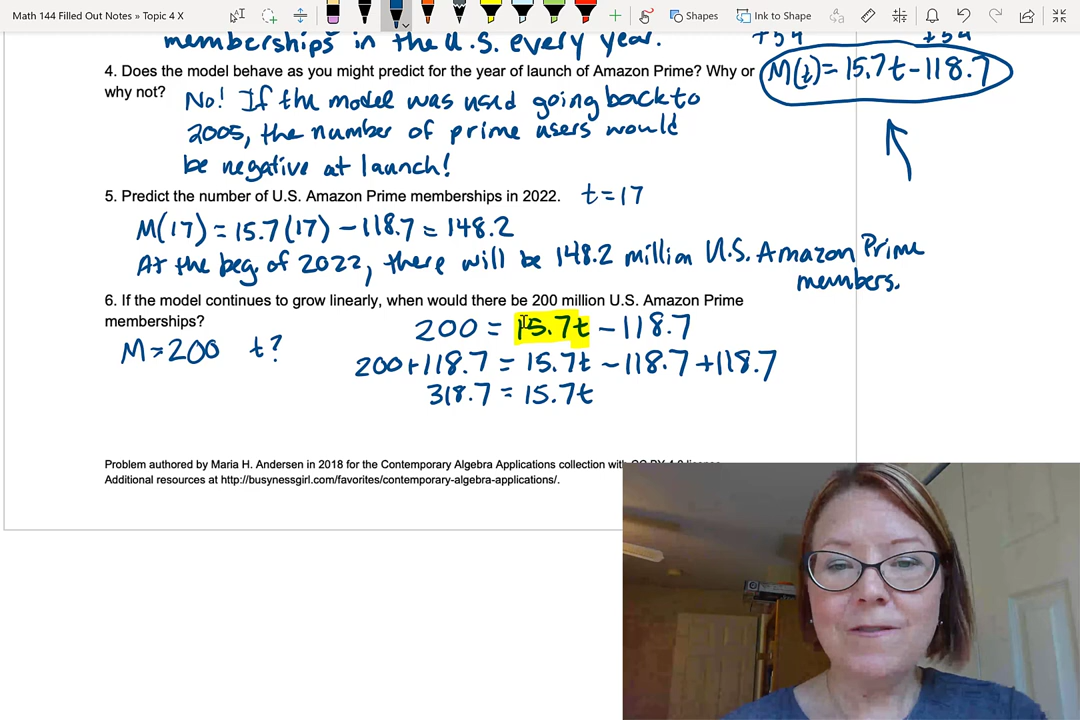 Math 144 Filled Out Notes » Topic 4 X
Shapes
Ink to Shape
memberships in the U.S. every year.
+54 +54
4. Does the model behave as you might predict for the year of launch of Amazon Prime? Why or
why not?
M(t) = 15.7t - 118.7
No! If the model was used going back to
2005, the number of prime users would
be negative at launch!
5. Predict the number of U.S. Amazon Prime memberships in 2022.
t = 17
M(17) = 15.7(17) - 118.7 = 148.2
At the beg. of 2022, there will be 148.2 million U.S. Amazon Prime
members.
6. If the model continues to grow linearly, when would there be 200 million U.S. Amazon Prime
memberships?
200 = 15.7t - 118.7
M = 200 t?
200 + 118.7 = 15.7t - 118.7 + 118.7
318.7 = 15.7t
Problem authored by Maria H. Andersen in 2018 for the Contemporary Algebra Applications collection with
Additional resources at http://busynessgirl.com/favorites/contemporary-algebra-applications/.